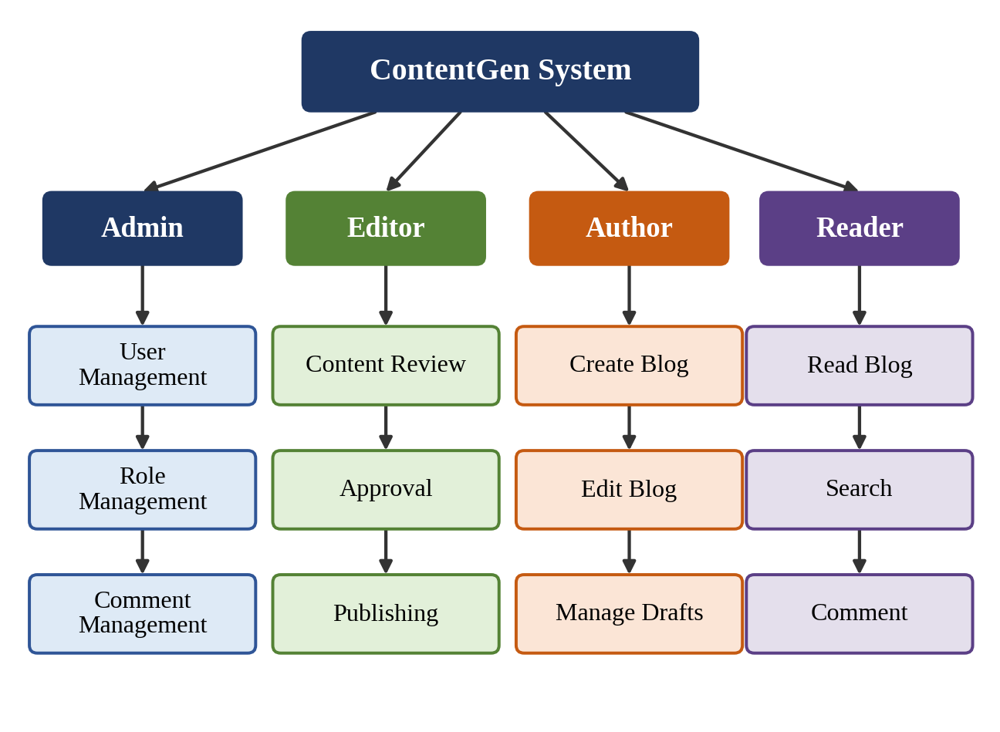 ContentGen System
Admin
Editor
Author
Reader
User
Management
Content Review
Create Blog
Read Blog
Role
Management
Approval
Edit Blog
Search
Comment
Management
Publishing
Manage Drafts
Comment